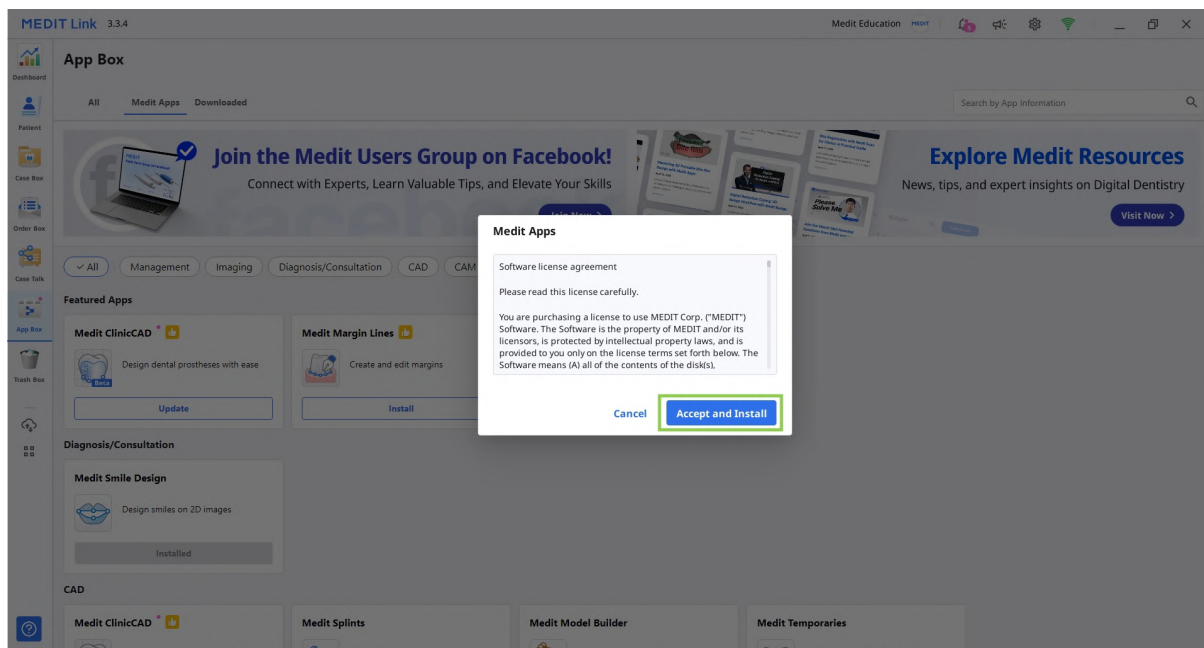 MEDIT Link 3.3.4
Medit Education MEDIT
Dashboard
Patient
Case Box
Order Box
Case Talk
App Box
Trash Box
App Box
All Medit Apps Downloaded
Search by App Information
Join the Medit Users Group on Facebook!
Connect with Experts, Learn Valuable Tips, and Elevate Your Skills
Join Now >
Explore Medit Resources
News, tips, and expert insights on Digital Dentistry
Visit Now >
All Management Imaging Diagnosis/Consultation CAD CAM
Featured Apps
Medit ClinicCAD
Beta
Design dental prostheses with ease
Update
Medit Margin Lines
Create and edit margins
Install
Diagnosis/Consultation
Medit Smile Design
Design smiles on 2D images
Installed
CAD
Medit ClinicCAD
Medit Splints
Medit Model Builder
Medit Temporaries
Medit Apps
Software license agreement
Please read this license carefully.
You are purchasing a license to use MEDIT Corp. ("MEDIT")
Software. The Software is the property of MEDIT and/or its
licensors, is protected by intellectual property laws, and is
provided to you only on the license terms set forth below. The
Software means (A) all of the contents of the disk(s),
Cancel
Accept and Install